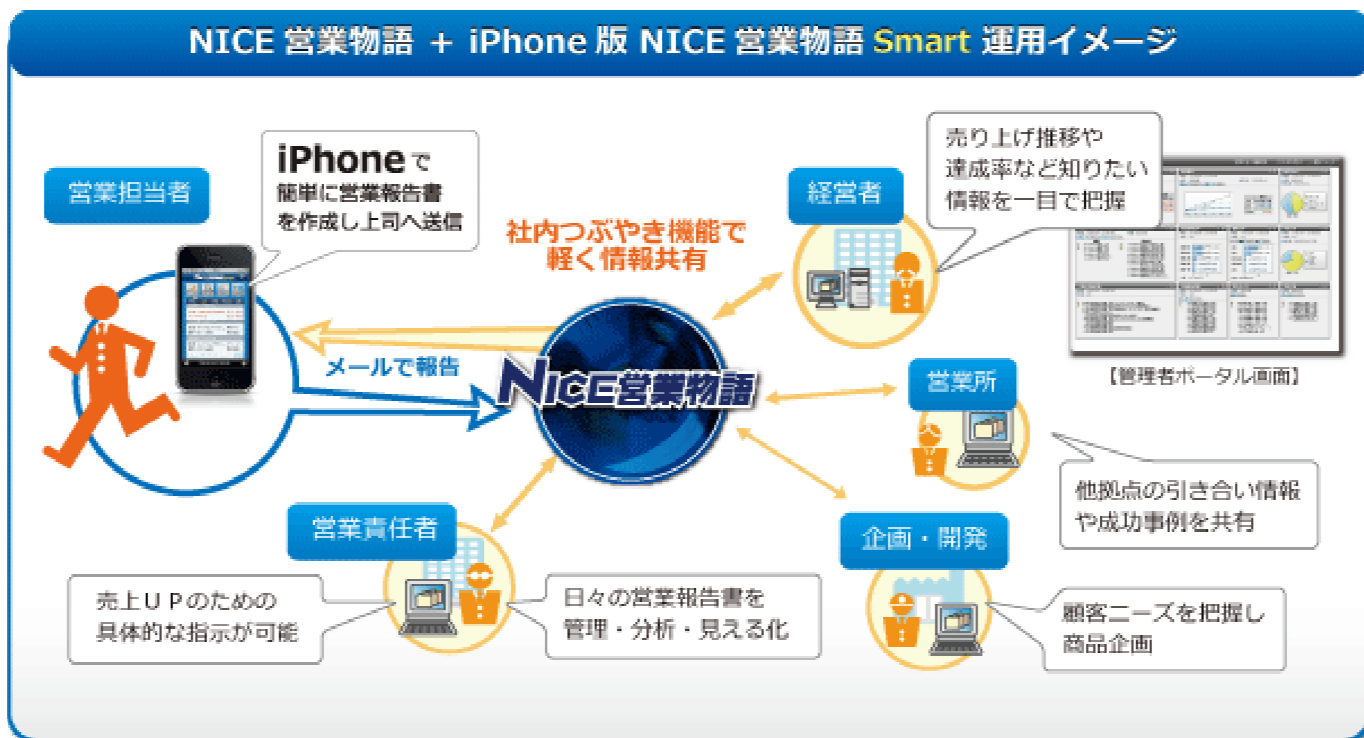 NICE 営業物語 + iPhone 版 NICE 営業物語 Smart 運用イメージ
営業担当者
iPhoneで
簡単に営業報告書
を作成し上司へ送信
社内つぶやき機能で
軽く情報共有
経営者
売り上げ推移や
達成率など知りたい
情報を一目で把握
【管理者ポータル画面】
メールで報告
NICE営業物語
営業所
他拠点の引き合い情報
や成功事例を共有
営業責任者
売上UPのための
具体的な指示が可能
日々の営業報告書を
管理・分析・見える化
企画・開発
顧客ニーズを把握し
商品企画